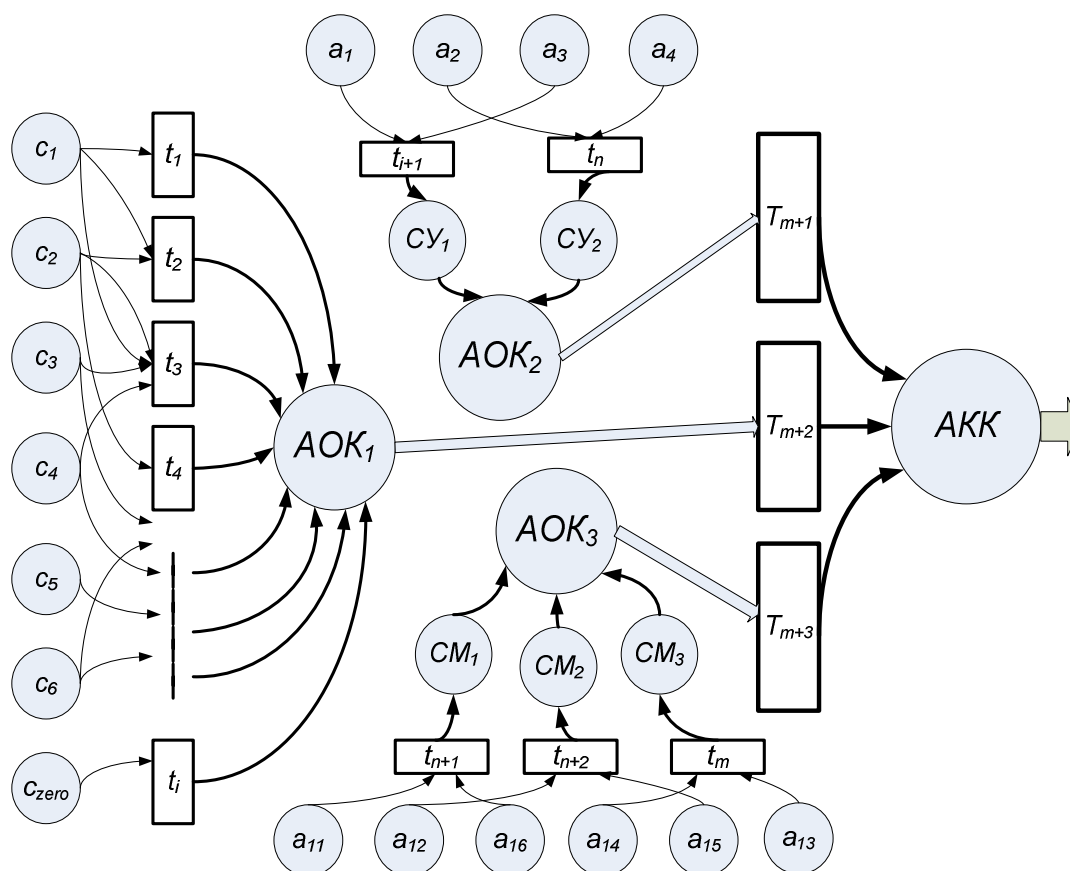 a1
a2
a3
a4
c1
t1
ti+1
tn
c2
t2
СУ1
СУ2
Tm+1
c3
t3
АОК2
АОК1
Tm+2
АКК
c4
t4
АОК3
c5
Tm+3
c6
СМ1
СМ2
СМ3
czero
ti
tn+1
tn+2
tm
a11
a12
a16
a14
a15
a13